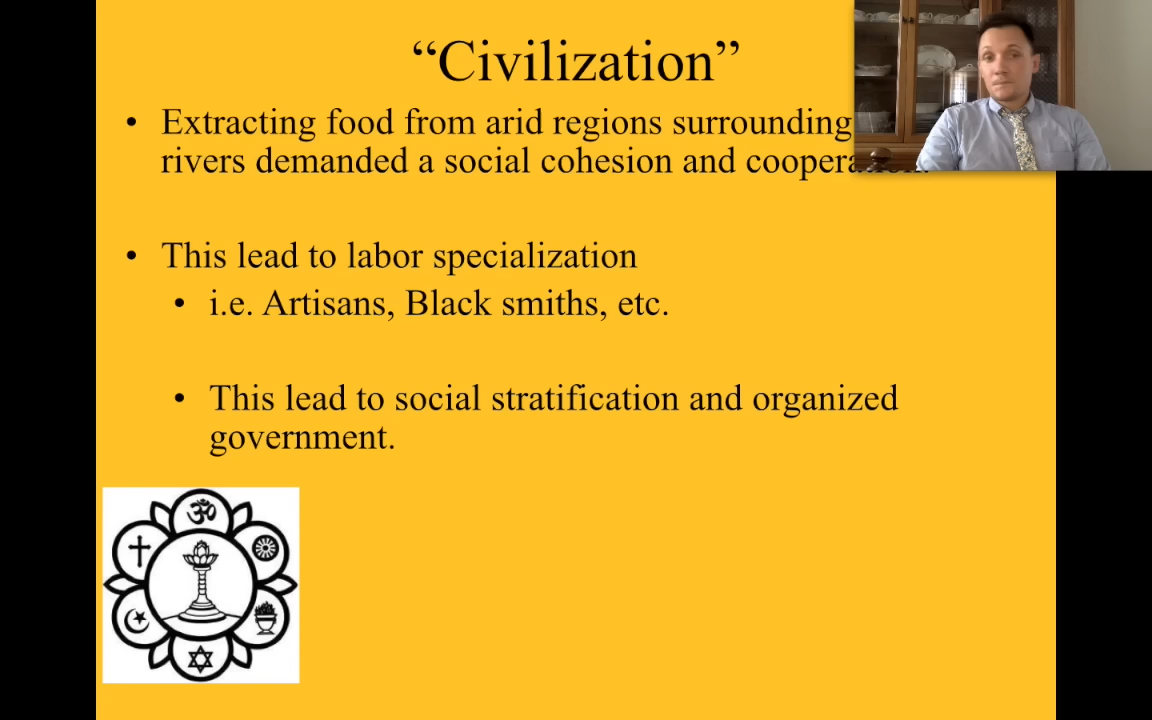 “Civilization”
• Extracting food from arid regions surrounding
rivers demanded a social cohesion and
• This lead to labor specialization
• i.e. Artisans, Black smiths, etc.
• This lead to social stratification and organized
government.
ॐ